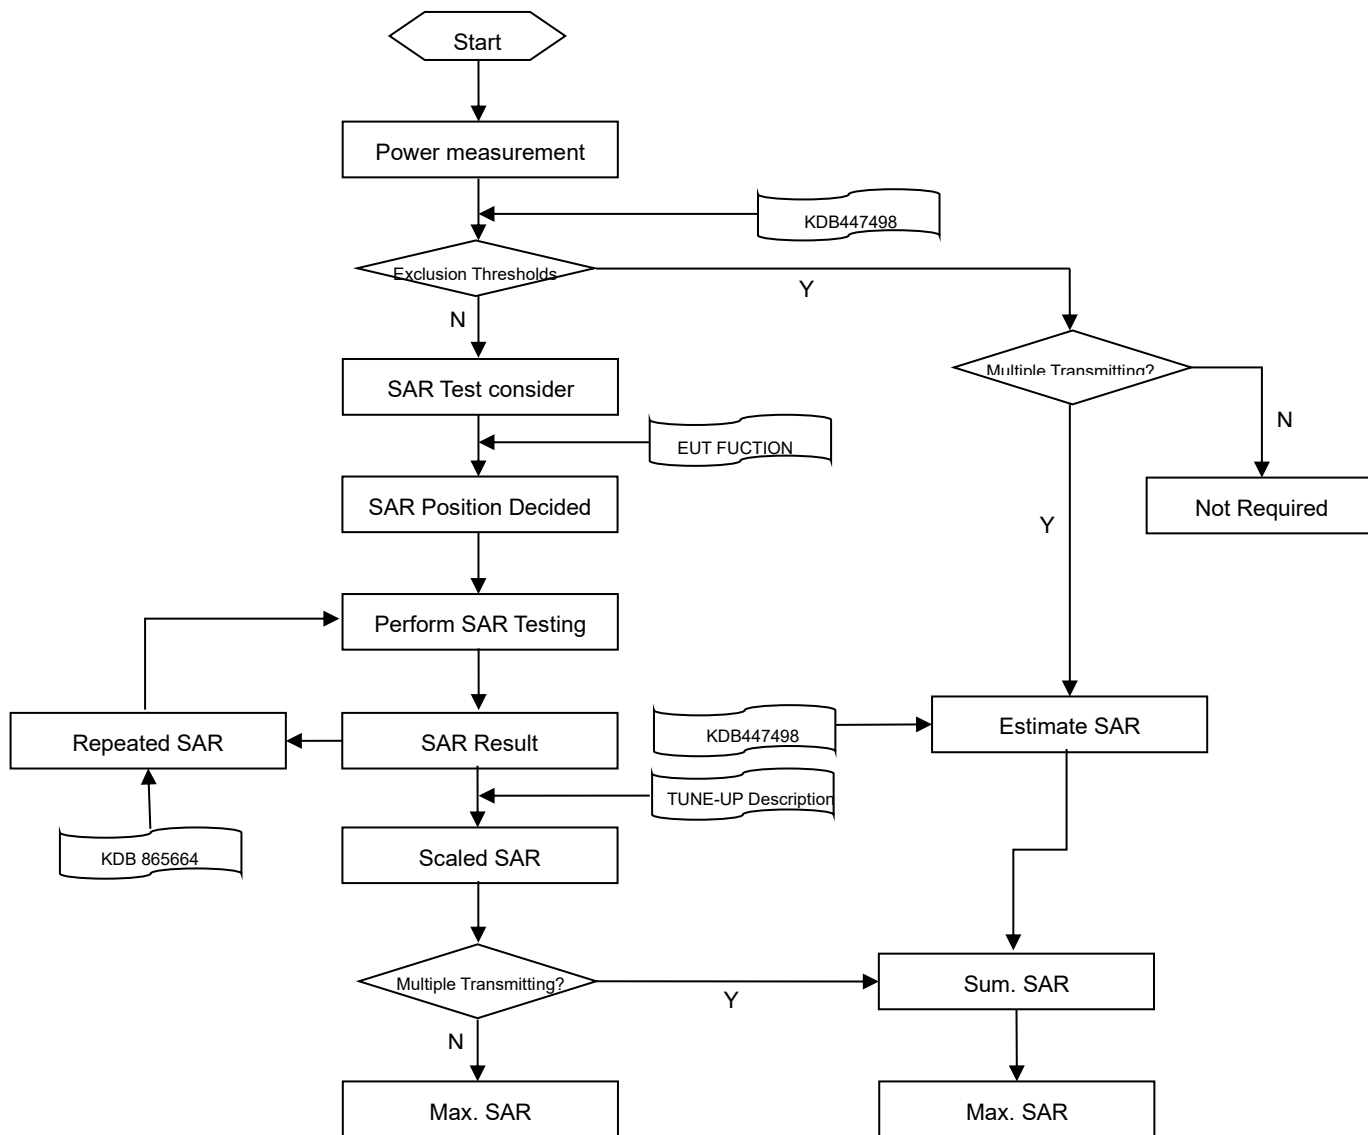 Start
Power measurement
KDB447498
Exclusion Thresholds
Y
N
Multiple Transmitting?
SAR Test consider
N
EUT FUCTION
SAR Position Decided
Not Required
Y
Perform SAR Testing
Repeated SAR
SAR Result
KDB447498
Estimate SAR
TUNE-UP Description
KDB 865664
Scaled SAR
Multiple Transmitting?
Y
Sum. SAR
N
Max. SAR
Max. SAR